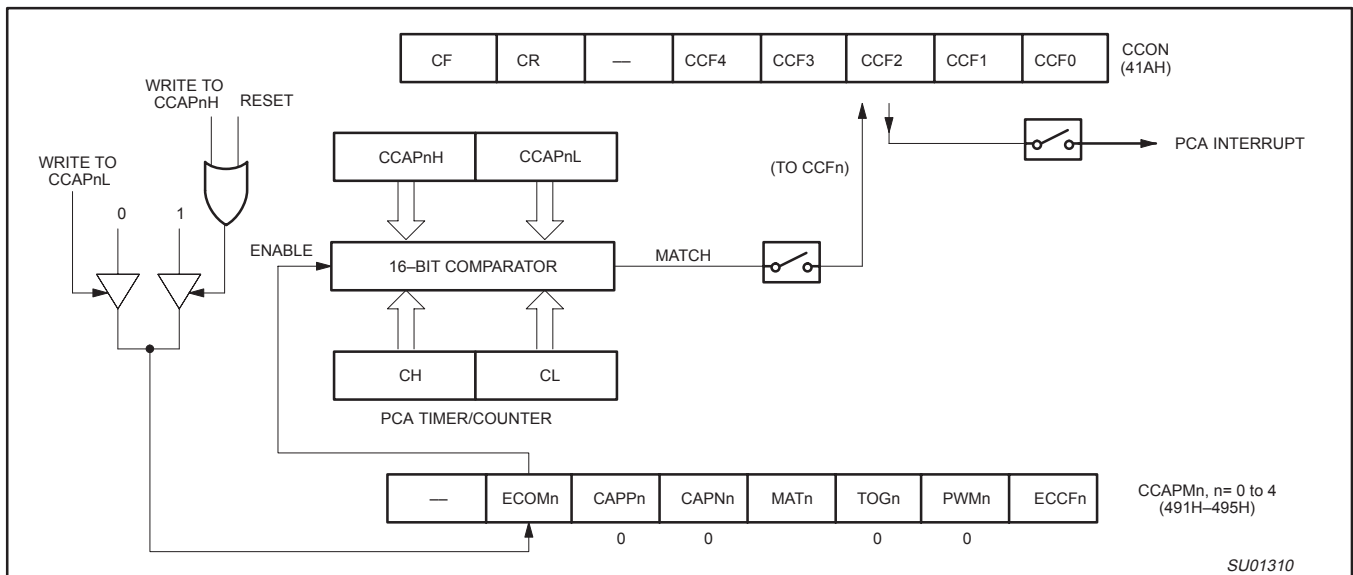 CF CR — CCF4 CCF3 CCF2 CCF1 CCF0
CCON
(41AH)
WRITE TO
CCAPnH
RESET
WRITE TO
CCAPnL
0 1
CCAPnH CCAPnL
(TO CCFn)
PCA INTERRUPT
ENABLE
16–BIT COMPARATOR
MATCH
CH CL
PCA TIMER/COUNTER
— ECOMn CAPPn CAPNn MATn TOGn PWMn ECCFn
CCAPMn, n= 0 to 4
(491H–495H)
0 0 0 0
SU01310